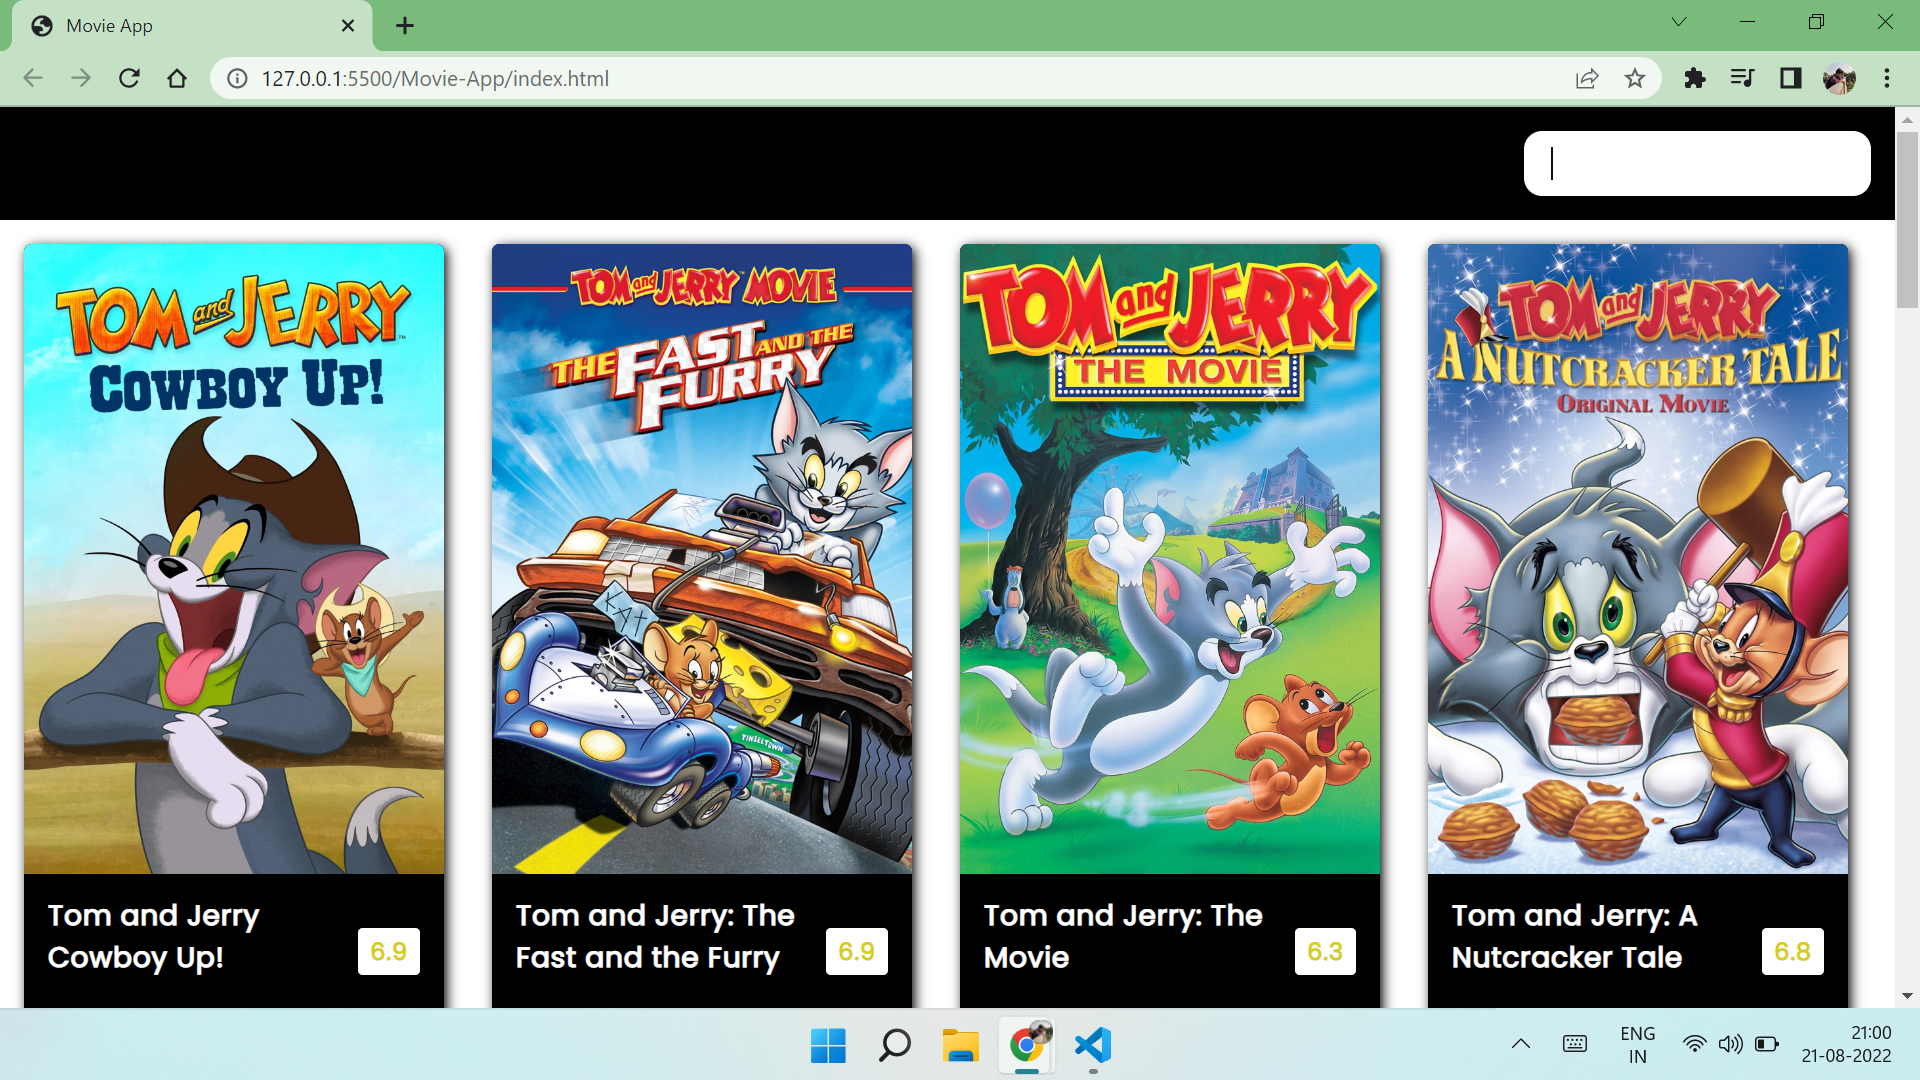 Movie App
127.0.0.1:5500/Movie-App/index.html
TOM and JERRY
COWBOY UP!
TOM and JERRY MOVIE
THE FAST AND THE FURRY
TINSELTOWN
TOM and JERRY
THE MOVIE
TOM and JERRY
A NUTCRACKER TALE
ORIGINAL MOVIE
Tom and Jerry
Cowboy Up!
6.9
Tom and Jerry: The
Fast and the Furry
6.9
Tom and Jerry: The
Movie
6.3
Tom and Jerry: A
Nutcracker Tale
6.8
ENG
IN
21:00
21-08-2022